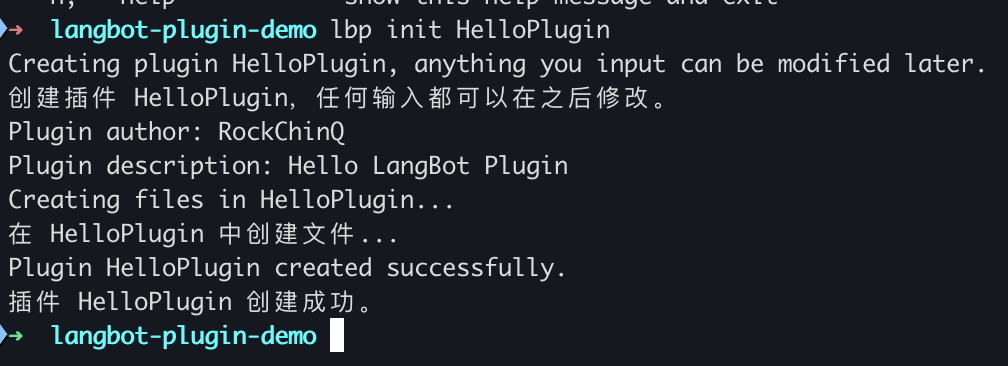 show this help message and exit
➜ langbot-plugin-demo lbp init HelloPlugin
Creating plugin HelloPlugin, anything you input can be modified later.
创建插件 HelloPlugin, 任何输入都可以在之后修改。
Plugin author: RockChinQ
Plugin description: Hello LangBot Plugin
Creating files in HelloPlugin...
在 HelloPlugin 中创建文件...
Plugin HelloPlugin created successfully.
插件 HelloPlugin 创建成功。
➜ langbot-plugin-demo